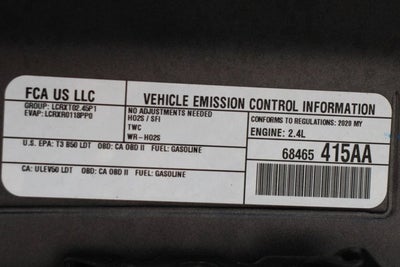 FCA US LLC
GROUP: LCRXT02.45P1
EVAP: LCRXR0118PP0
VEHICLE EMISSION CONTROL INFORMATION
NO ADJUSTMENTS NEEDED
HO2S / SFI
TWC
WR - HO2S
CONFORMS TO REGULATIONS: 2020 MY
ENGINE: 2.4L
U.S. EPA: T3 B50 LDT OBD: CA OBD II FUEL: GASOLINE
68465 415AA
CA: ULEV50 LDT OBD: CA OBD II FUEL: GASOLINE